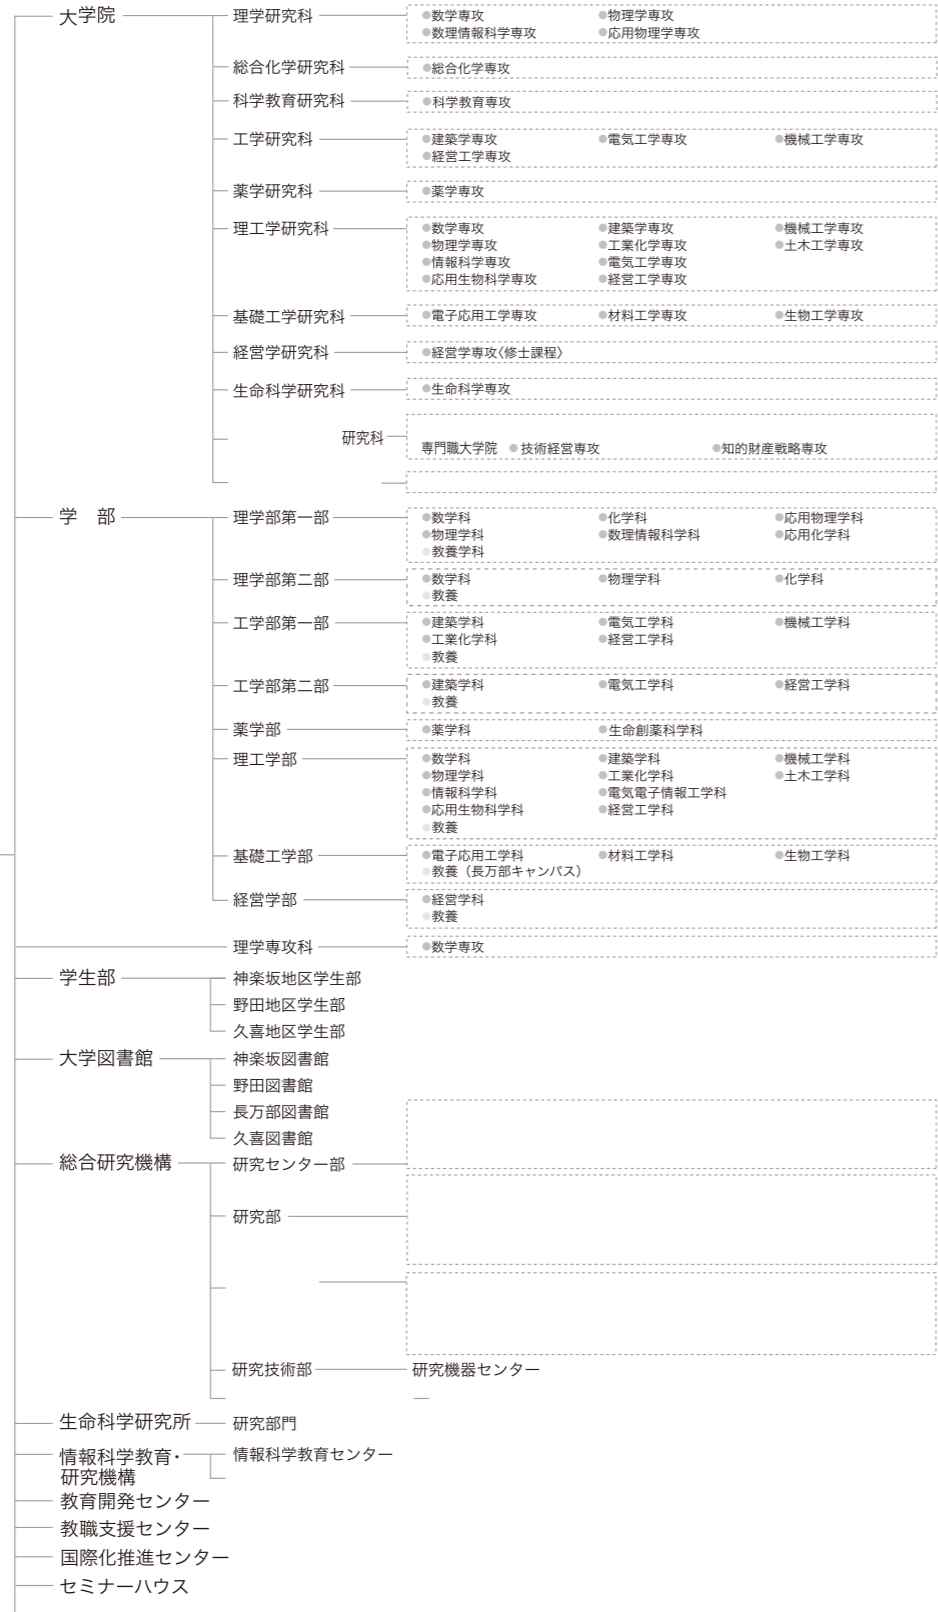 大学院
理学研究科
●数学専攻 ●物理学専攻
●数理情報科学専攻 ●応用物理学専攻
総合化学研究科
●総合化学専攻
科学教育研究科
●科学教育専攻
工学研究科
●建築学専攻 ●電気工学専攻 ●機械工学専攻
●経営工学専攻
薬学研究科
●薬学専攻
理工学研究科
●数学専攻 ●建築学専攻 ●機械工学専攻
●物理学専攻 ●工業化学専攻 ●土木工学専攻
●情報科学専攻 ●電気工学専攻
●応用生物科学専攻 ●経営工学専攻
基礎工学研究科
●電子応用工学専攻 ●材料工学専攻 ●生物工学専攻
経営学研究科
●経営学専攻〈修士課程〉
生命科学研究科
●生命科学専攻
研究科
専門職大学院 ●技術経営専攻 ●知的財産戦略専攻
学 部
理学部第一部
●数学科 ●化学科 ●応用物理学科
●物理学科 ●数理情報科学科 ●応用化学科
●教養学科
理学部第二部
●数学科 ●物理学科 ●化学科
●教養
工学部第一部
●建築学科 ●電気工学科 ●機械工学科
●工業化学科 ●経営工学科
●教養
工学部第二部
●建築学科 ●電気工学科 ●経営工学科
●教養
薬学部
●薬学科 ●生命創薬科学科
理工学部
●数学科 ●建築学科 ●機械工学科
●物理学科 ●工業化学科 ●土木工学科
●情報科学科 ●電気電子情報工学科
●応用生物科学科 ●経営工学科
●教養
基礎工学部
●電子応用工学科 ●材料工学科 ●生物工学科
●教養（長万部キャンパス）
経営学部
●経営学科
●教養
理学専攻科
●数学専攻
学生部
神楽坂地区学生部
野田地区学生部
久喜地区学生部
大学図書館
神楽坂図書館
野田図書館
長万部図書館
久喜図書館
総合研究機構
研究センター部
研究部
研究技術部
研究機器センター
生命科学研究所
研究部門
情報科学教育・
研究機構
情報科学教育センター
教育開発センター
教職支援センター
国際化推進センター
セミナーハウス